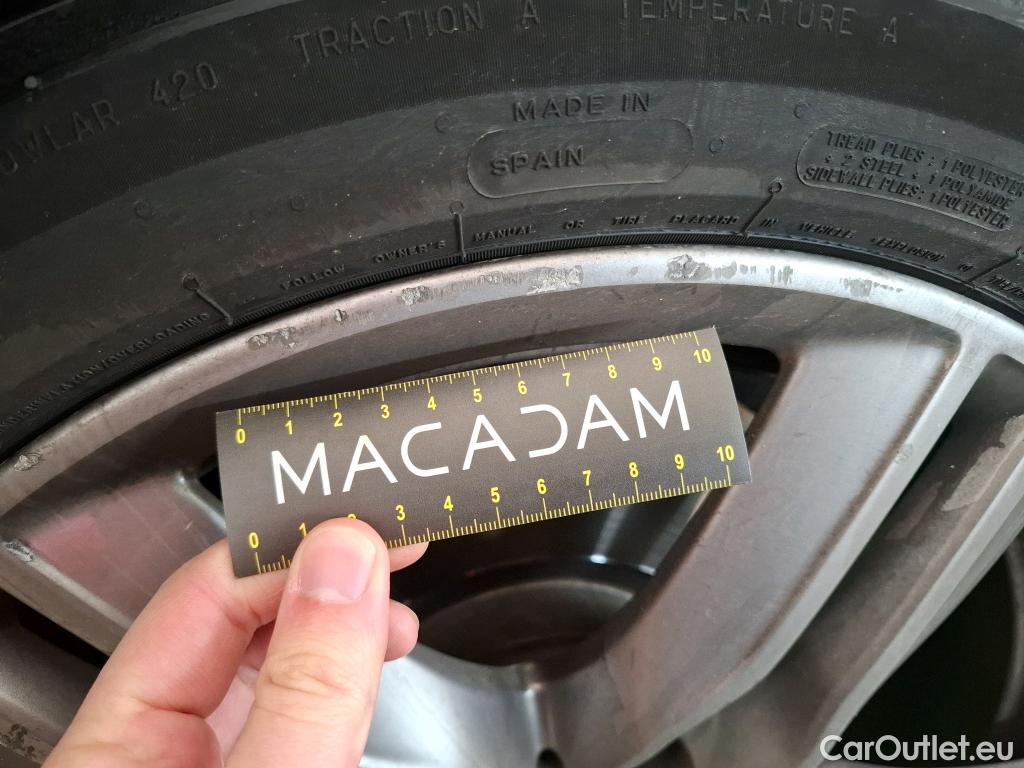 TRACTION A TEMPERATURE A
420
MADE IN
SPAIN
TREAD PLIES : 1 POLYESTER
: 2 STEEL : 1 POLYAMIDE
SIDEWALL PLIES: 1 POLYESTER
FOLLOW OWNER'S MANUAL OR TIRE PLACARD IN VEHICLE
0 1 2 3 4 5 6 7 8 9 10
MACADAM
0 1 3 4 5 6 7 8 9 10
CarOutlet.eu